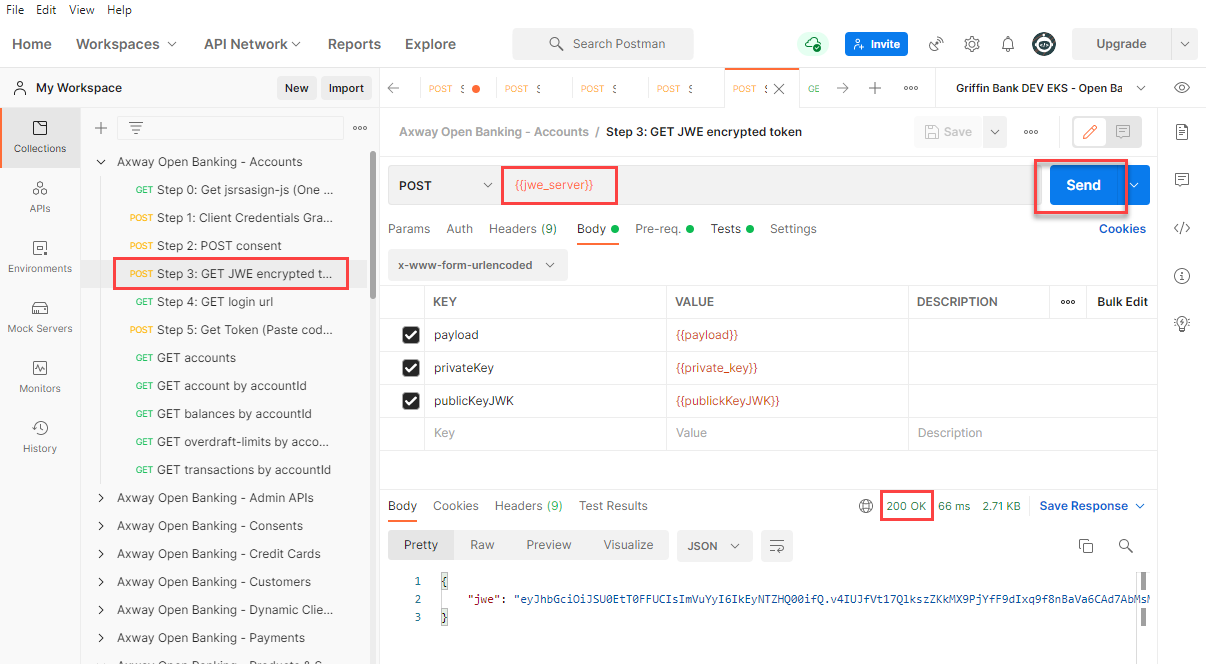 File Edit View Help
Home Workspaces API Network Reports Explore Search Postman Invite Upgrade
My Workspace New Import POST S POST S POST S POST S POST S GE Griffin Bank DEV EKS - Open Ba
Collections
APIs
Environments
Mock Servers
Monitors
History
Axway Open Banking - Accounts
GET Step 0: Get jsrsasign-js (One ...
POST Step 1: Client Credentials Gra...
POST Step 2: POST consent
POST Step 3: GET JWE encrypted t...
GET Step 4: GET login url
POST Step 5: Get Token (Paste cod...
GET GET accounts
GET GET account by accountId
GET GET balances by accountId
GET GET overdraft-limits by acco...
GET GET transactions by accountId
Axway Open Banking - Admin APIs
Axway Open Banking - Consents
Axway Open Banking - Credit Cards
Axway Open Banking - Customers
Axway Open Banking - Dynamic Clie...
Axway Open Banking - Payments
Axway Open Banking - Products & S
Axway Open Banking - Accounts / Step 3: GET JWE encrypted token Save
POST {{jwe_server}} Send
Params Auth Headers (9) Body Pre-req. Tests Settings Cookies
x-www-form-urlencoded
KEY VALUE DESCRIPTION Bulk Edit
payload {{payload}}
privateKey {{private_key}}
publicKeyJWK {{publickKeyJWK}}
Key Value Description
Body Cookies Headers (9) Test Results 200 OK 66 ms 2.71 KB Save Response
Pretty Raw Preview Visualize JSON
1 {
2 "jwe": "eyJhbGciOiJSU0EtT0FFUCIsImVuYyI6IkEyNTZHQ00ifQ.v4IUJfVt17QlkszZKkMX9PjYfF9dIxq9f8nBaVa6CAd7AbMsM
3 }